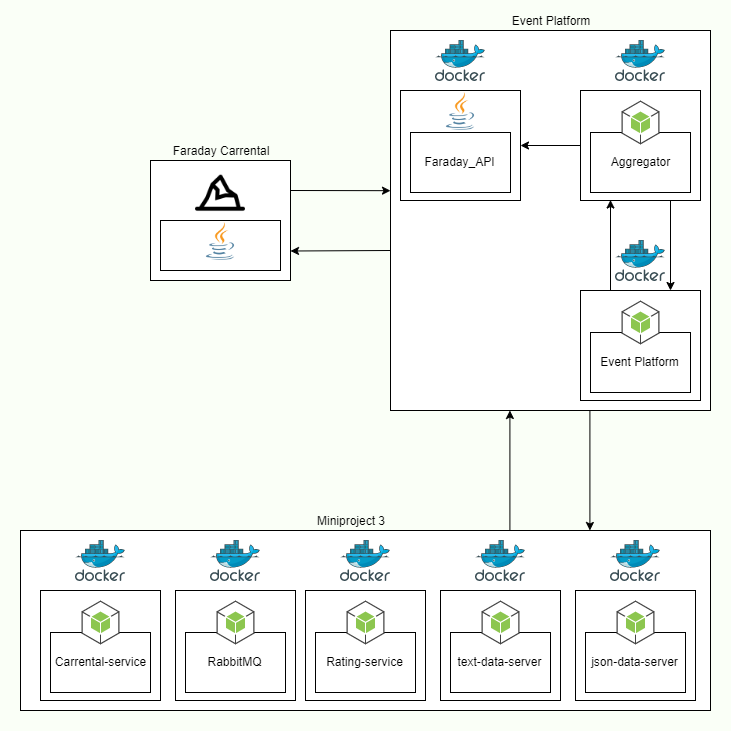 Event Platform
docker
docker
Faraday_API
Aggregator
Faraday Carrental
docker
Event Platform
Miniproject 3
docker
docker
docker
docker
docker
Carrental-service
RabbitMQ
Rating-service
text-data-server
json-data-server